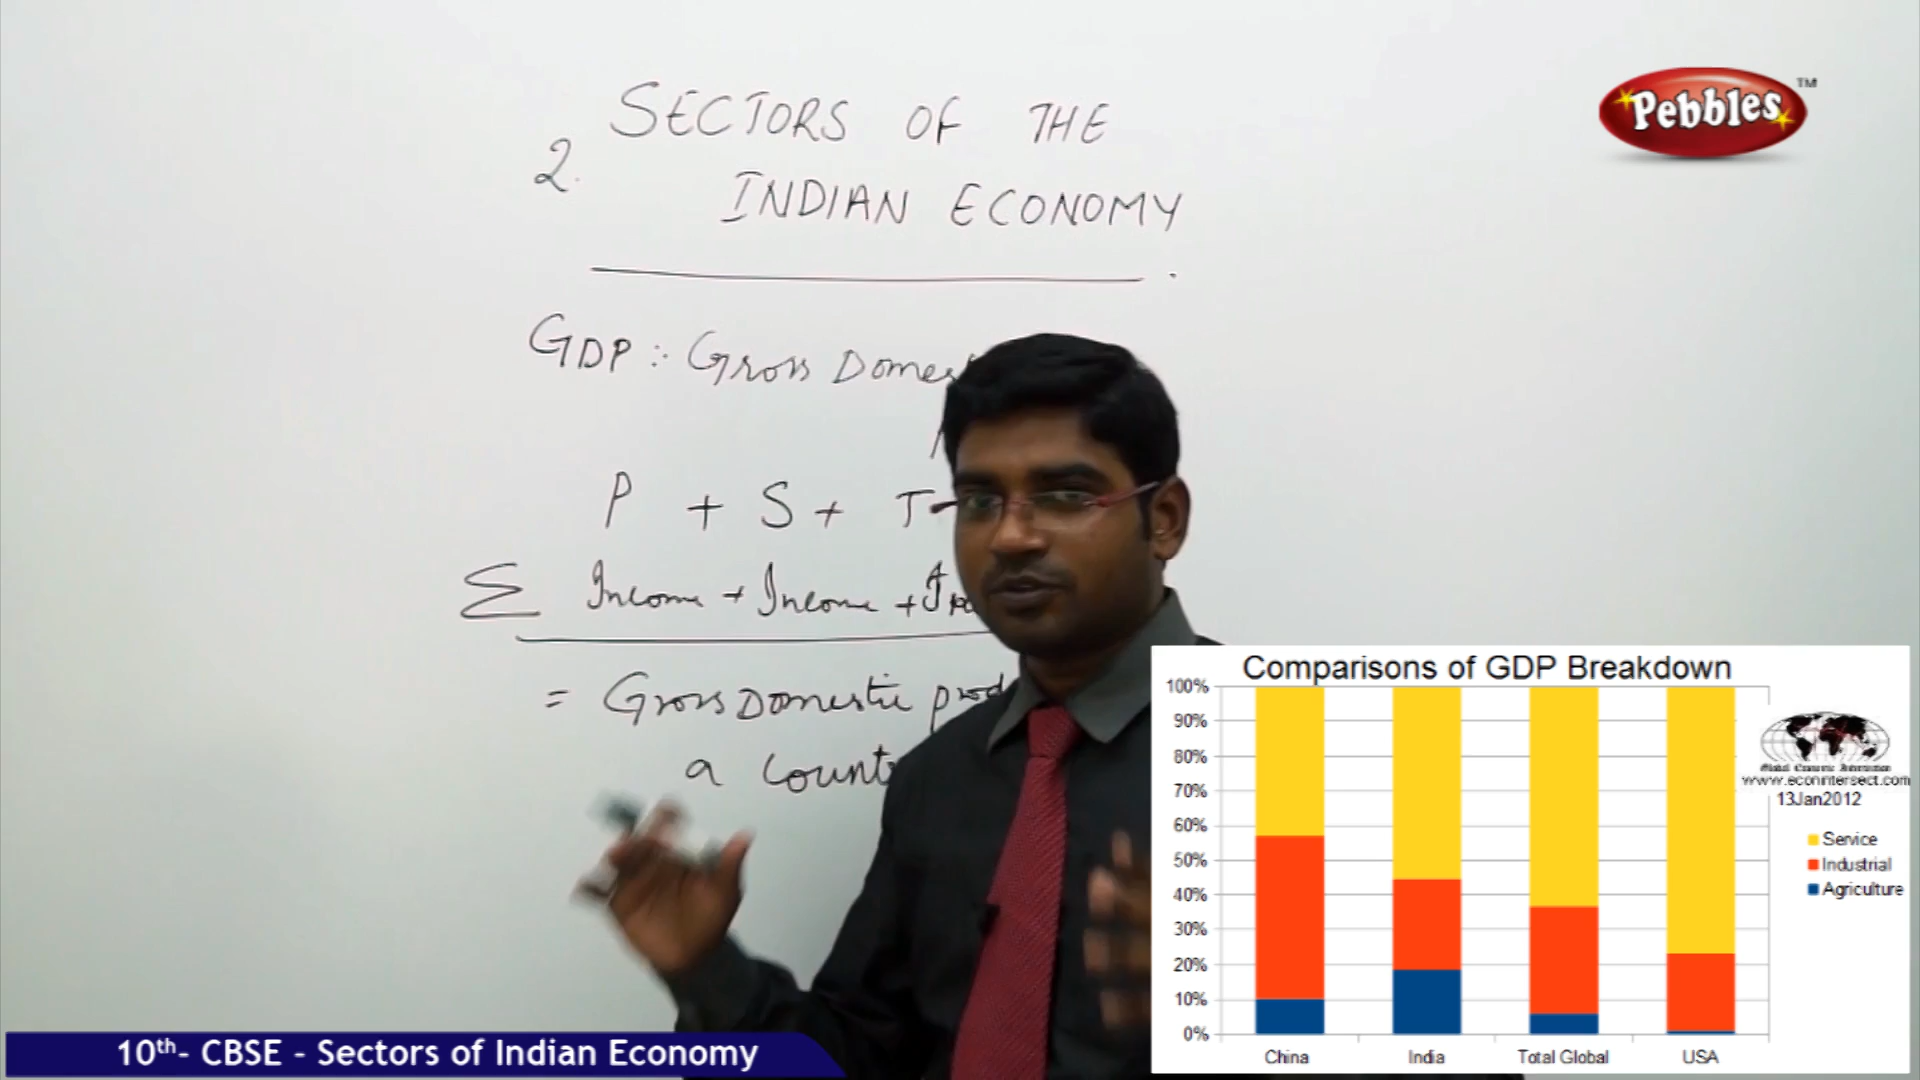 Pebbles TM
SECTORS OF THE
2.
INDIAN ECONOMY
GDP : Gross Domes
P + S + T
Σ Income + Income +
= Gross Domestic prod
a count
Comparisons of GDP Breakdown
100%
90%
80%
70%
60%
50%
40%
30%
20%
10%
0%
China India Total Global USA
www.econintersect.com
13Jan2012
Service
Industrial
Agriculture
10th- CBSE - Sectors of Indian Economy